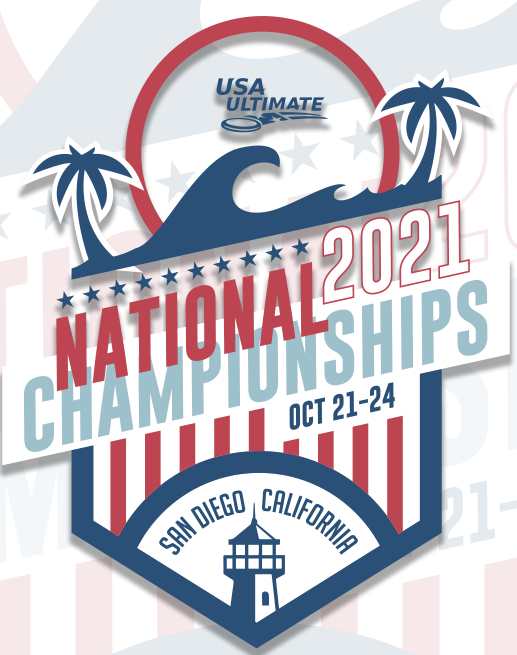 USA
ULTIMATE
2021
NATIONAL
CHAMPIONSHIPS
OCT 21-24
SAN DIEGO CALIFORNIA